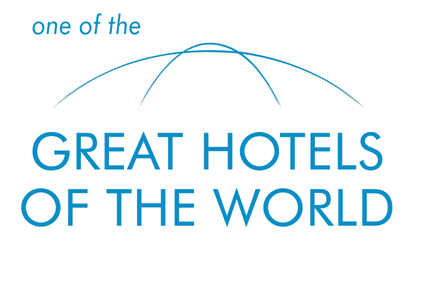 one of the
GREAT HOTELS
OF THE WORLD